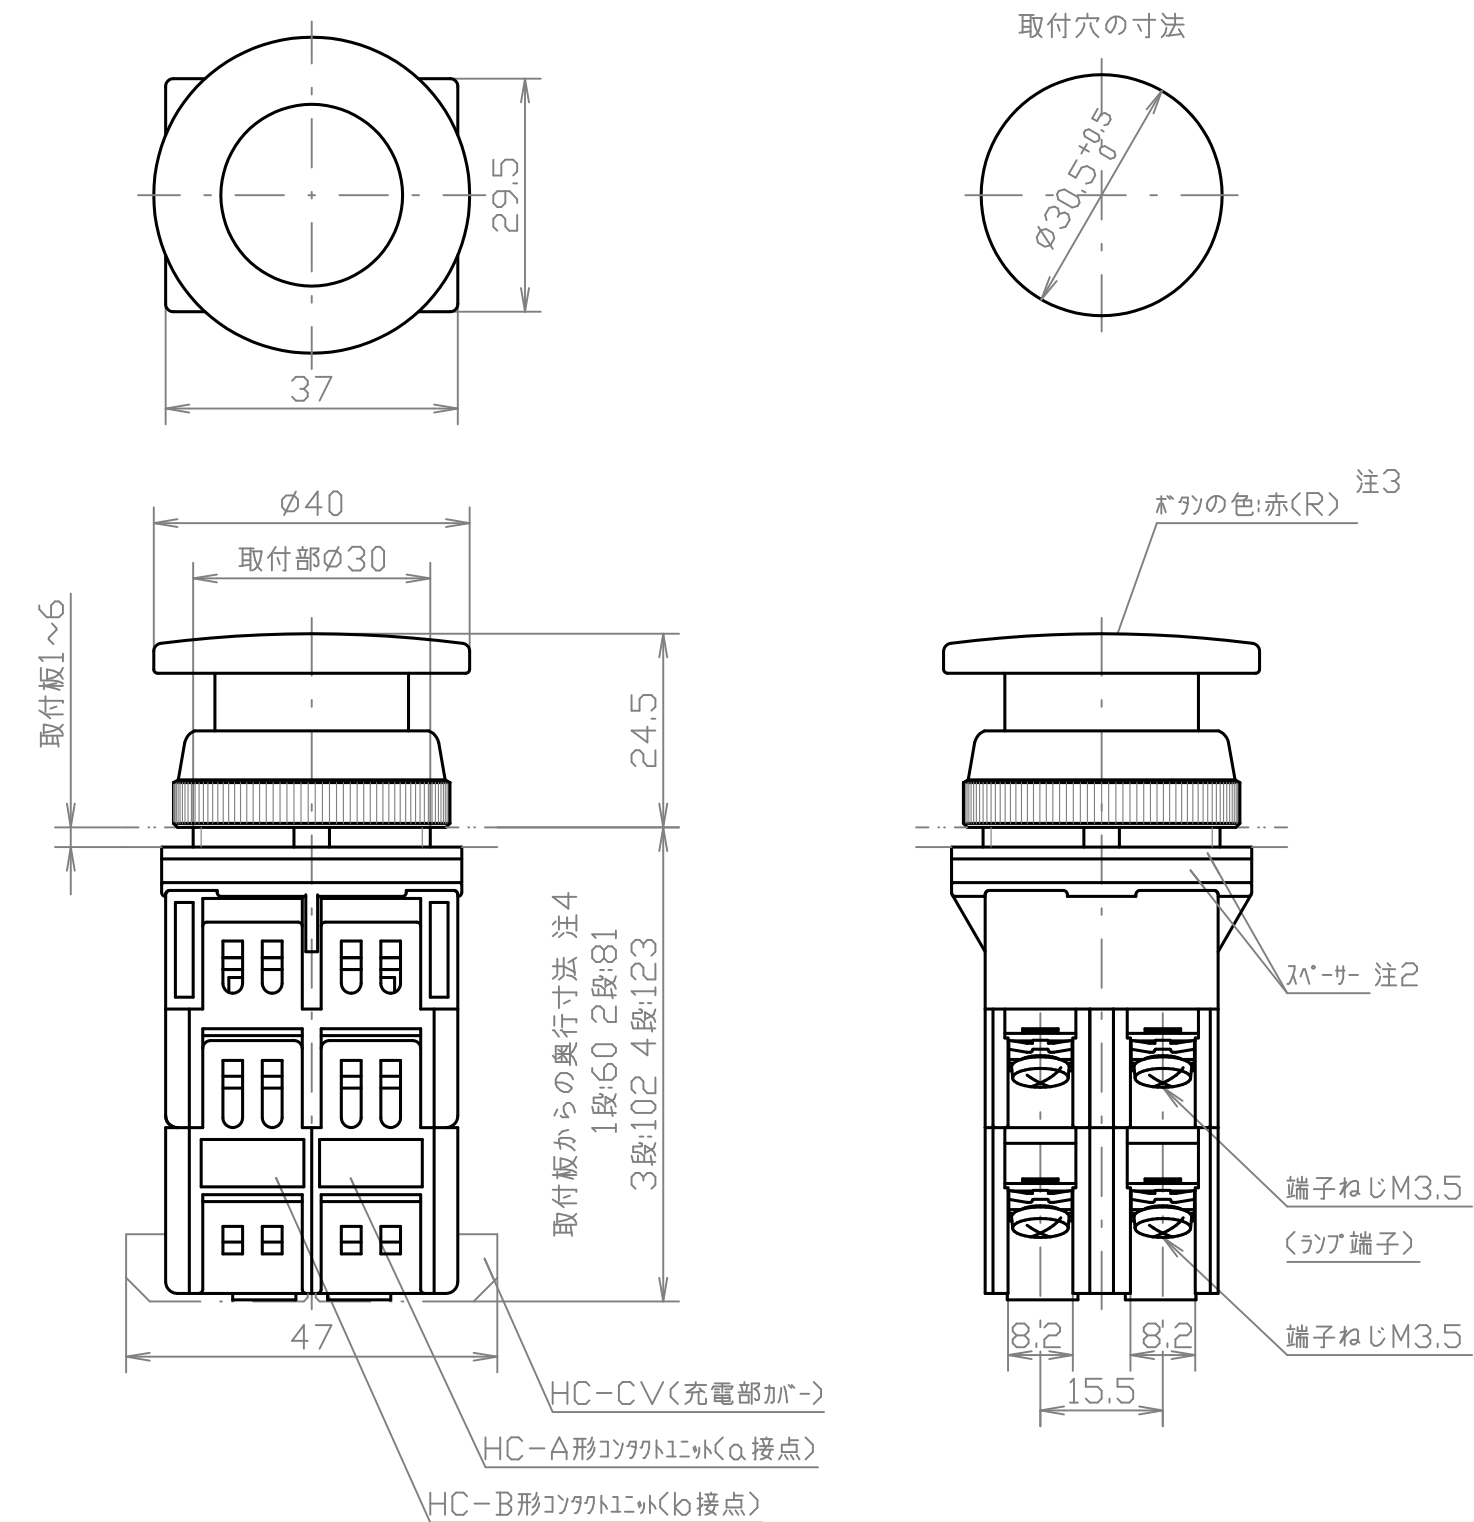 取付穴の寸法
29.5
ø30.5 +0.5 0
37
注3
ø40
ﾎﾞﾀﾝの色:赤(R)
取付部ø30
取付板1~6
24.5
取付板からの奥行寸法 注4
1段:60 2段:81
3段:102 4段:123
ｽﾍﾟｰｻｰ 注2
端子ねじM3.5
(ﾗﾝﾌﾟ端子)
47
8.2
8.2
端子ねじM3.5
15.5
HC-CV(充電部ｶﾊﾞｰ)
HC-A形ｺﾝﾀｸﾄﾕﾆｯﾄ(a接点)
HC-B形ｺﾝﾀｸﾄﾕﾆｯﾄ(b接点)